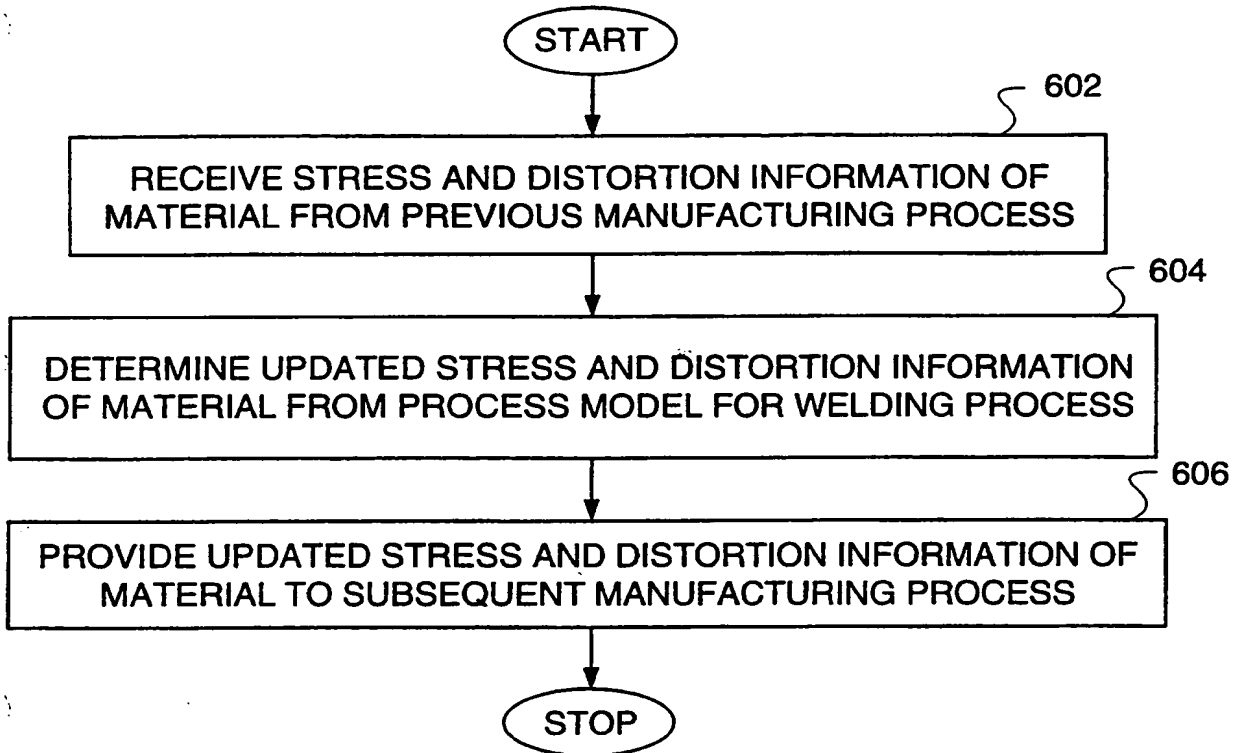 START
602
RECEIVE STRESS AND DISTORTION INFORMATION OF
MATERIAL FROM PREVIOUS MANUFACTURING PROCESS
604
DETERMINE UPDATED STRESS AND DISTORTION INFORMATION
OF MATERIAL FROM PROCESS MODEL FOR WELDING PROCESS
606
PROVIDE UPDATED STRESS AND DISTORTION INFORMATION OF
MATERIAL TO SUBSEQUENT MANUFACTURING PROCESS
STOP